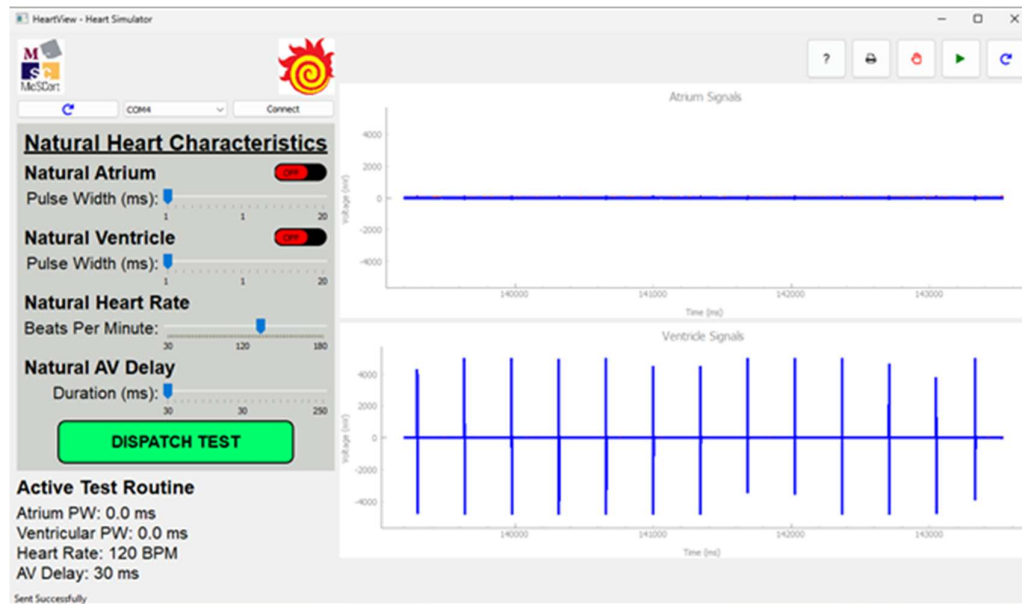 HeartView - Heart Simulator
M
SC
McSCert
?
COM4
Connect
Natural Heart Characteristics
Natural Atrium
OFF
Pulse Width (ms):
1 1 20
Natural Ventricle
OFF
Pulse Width (ms):
1 1 20
Natural Heart Rate
Beats Per Minute:
30 120 180
Natural AV Delay
Duration (ms):
30 30 250
DISPATCH TEST
Active Test Routine
Atrium PW: 0.0 ms
Ventricular PW: 0.0 ms
Heart Rate: 120 BPM
AV Delay: 30 ms
Sent Successfully
Atrium Signals
Voltage (mV)
4000
2000
0
-2000
-4000
140000 141000 142000 143000
Time (ms)
Ventricle Signals
Voltage (mV)
4000
2000
0
-2000
-4000
140000 141000 142000 143000
Time (ms)